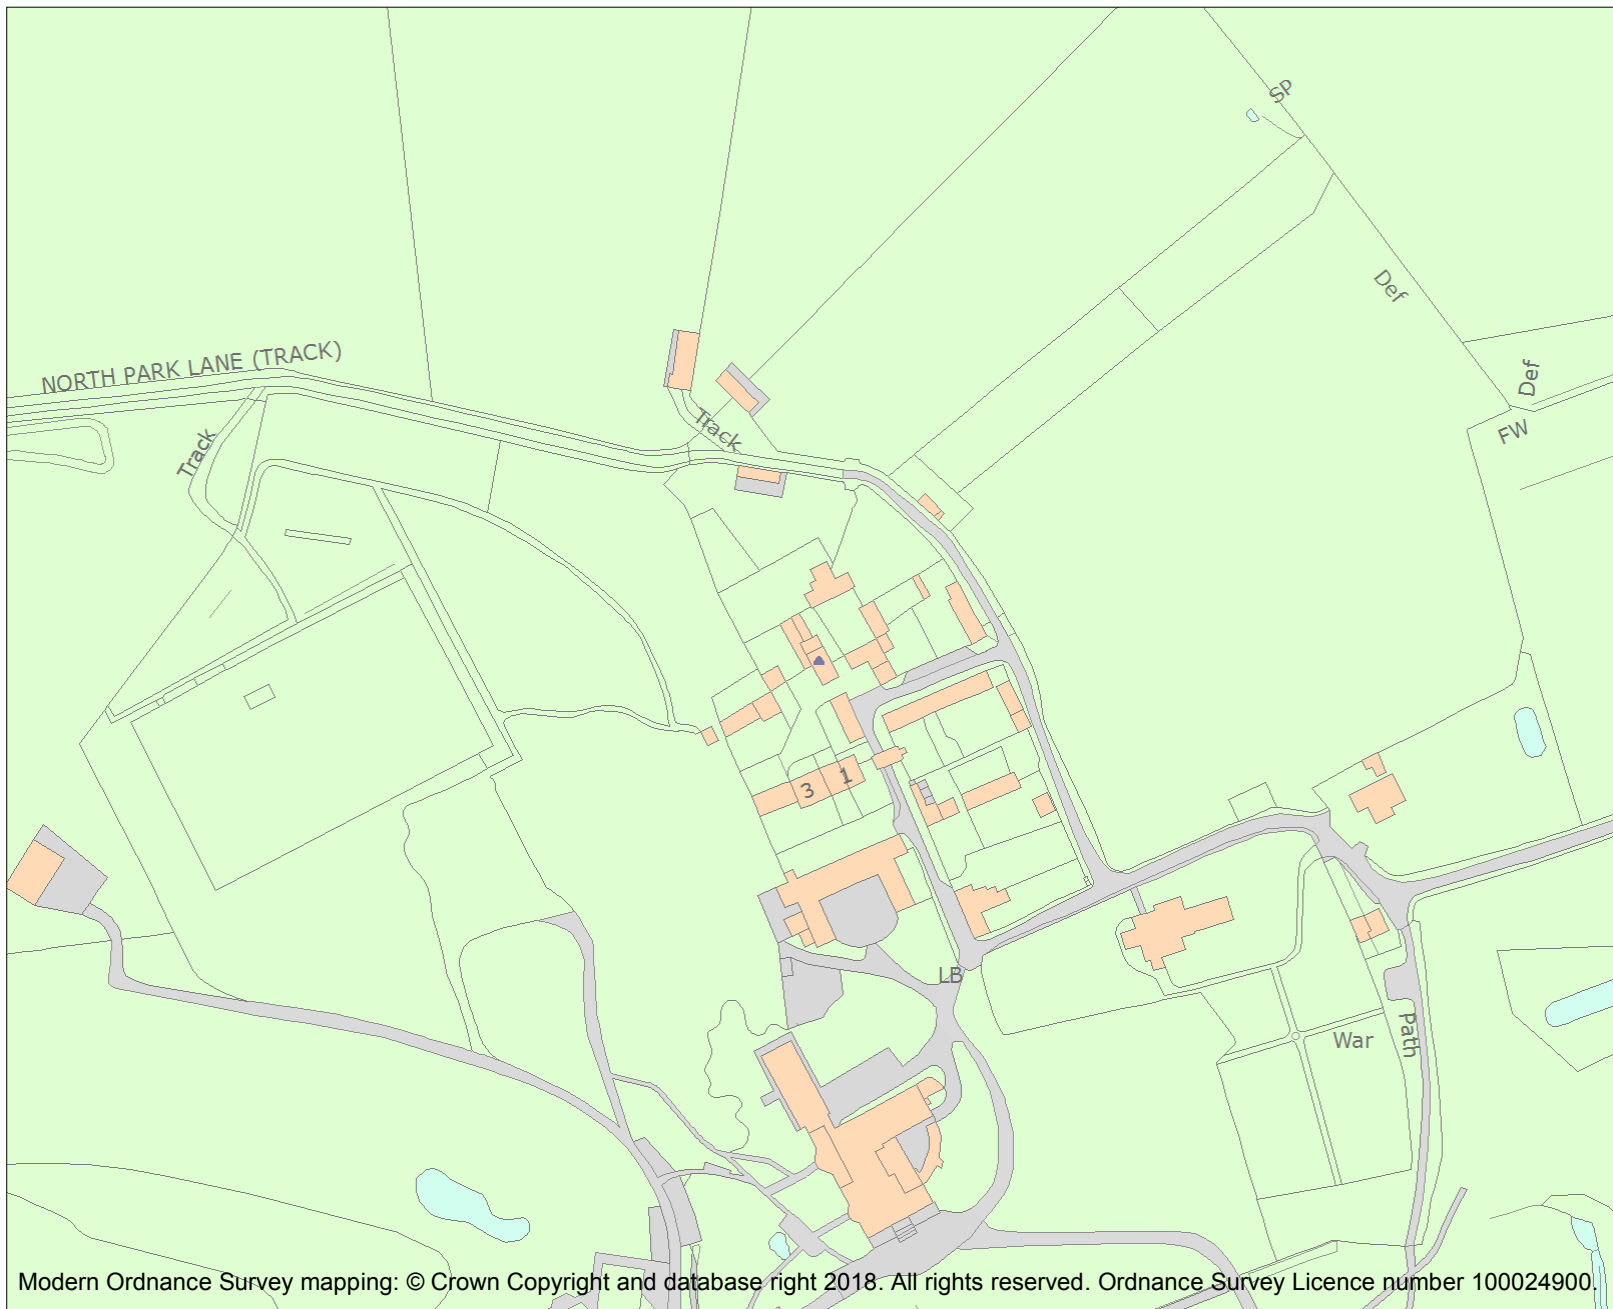 SP
Def
NORTH PARK LANE (TRACK)
Def
Track
Track
FW
3
1
LB
War
Path
Modern Ordnance Survey mapping: © Crown Copyright and database right 2018. All rights reserved. Ordnance Survey Licence number 100024900.